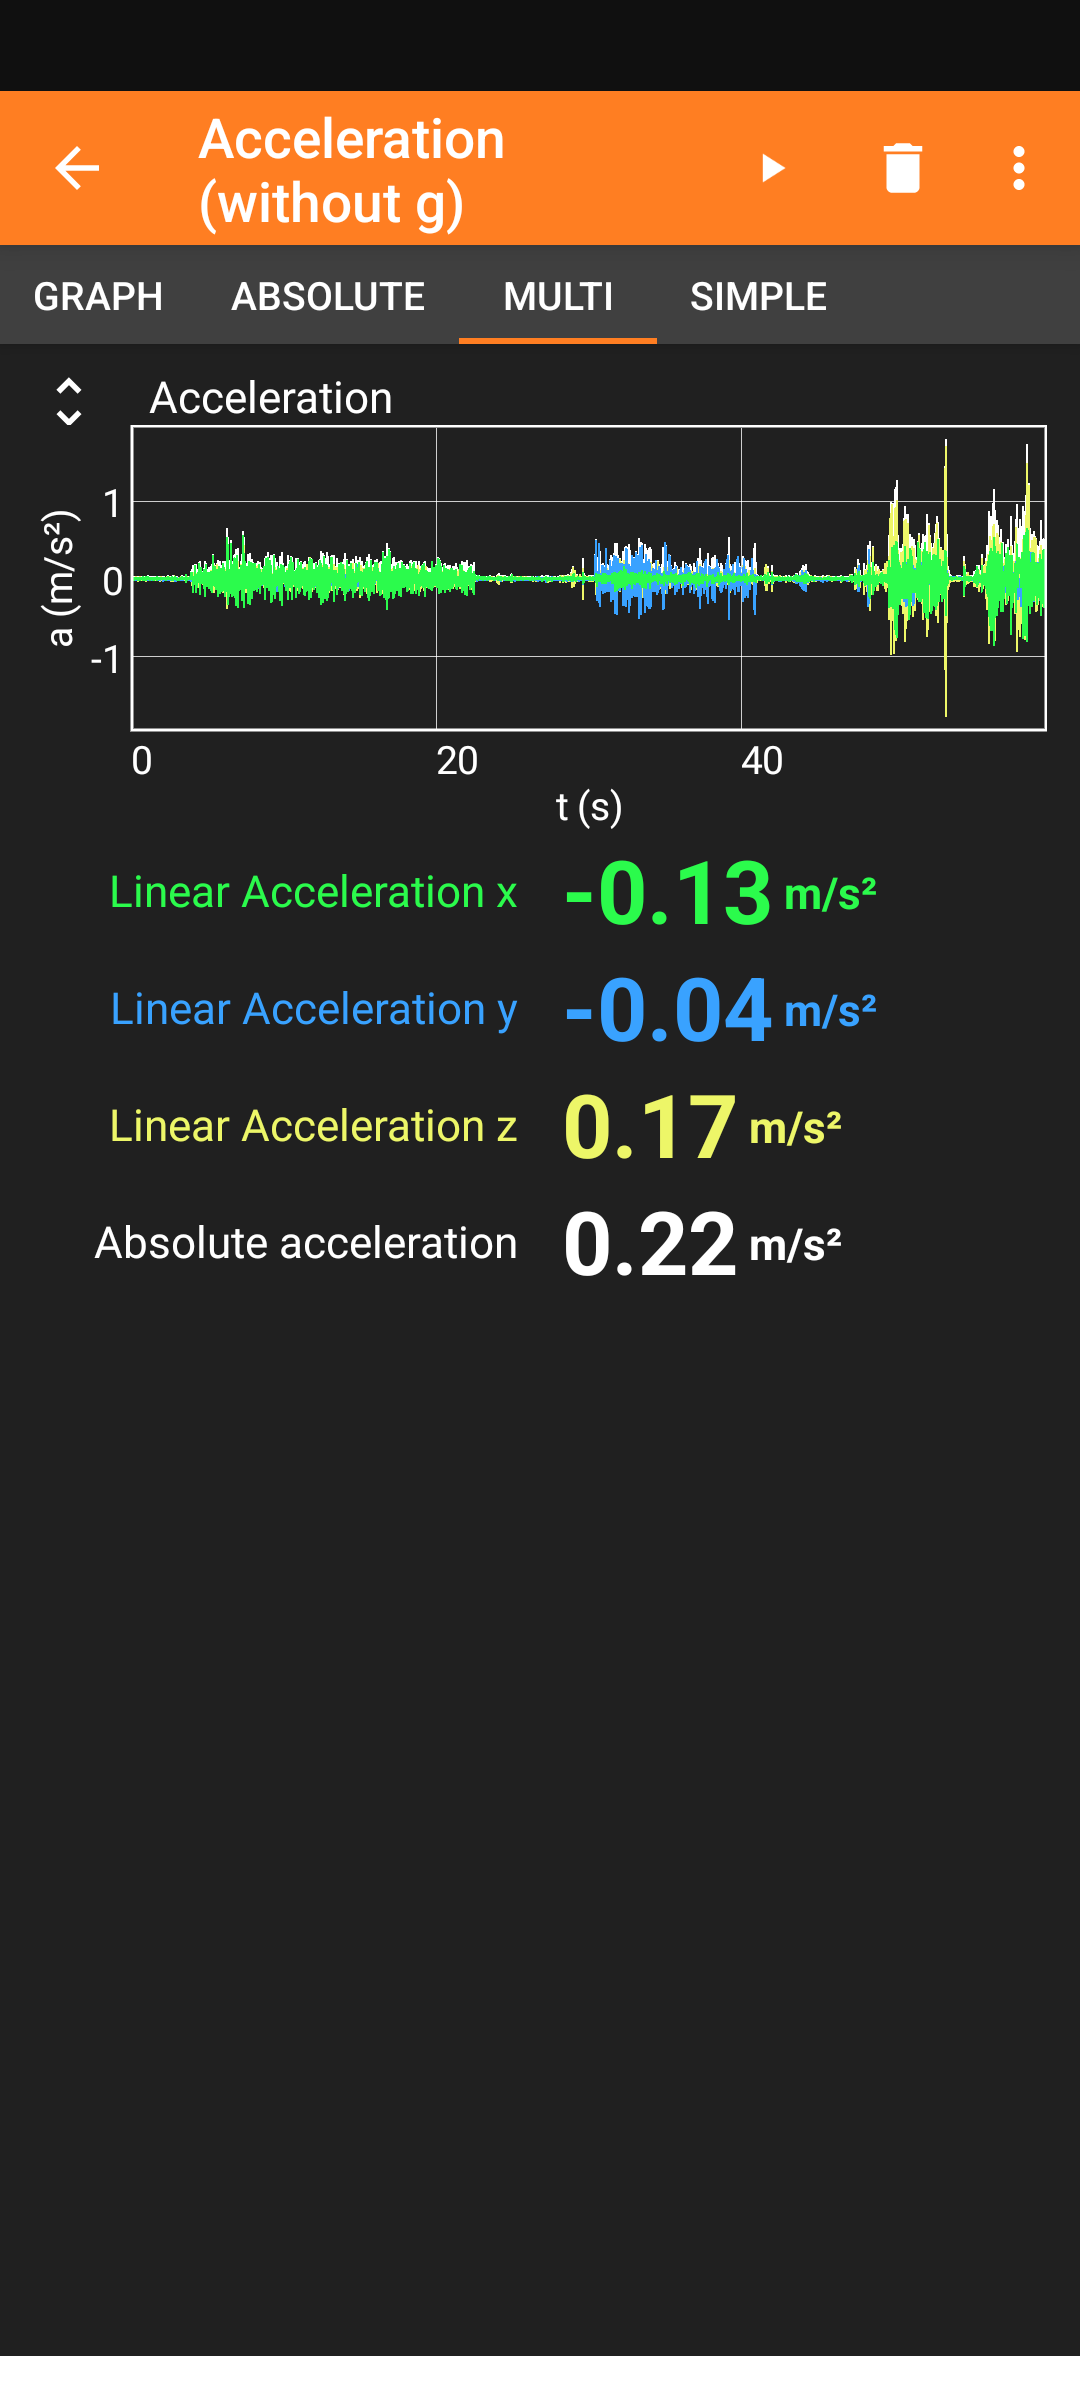 Acceleration
(without g)
GRAPH ABSOLUTE MULTI SIMPLE
Acceleration
a (m/s²)
1
0
-1
0 20 40
t (s)
Linear Acceleration x -0.13 m/s²
Linear Acceleration y -0.04 m/s²
Linear Acceleration z 0.17 m/s²
Absolute acceleration 0.22 m/s²